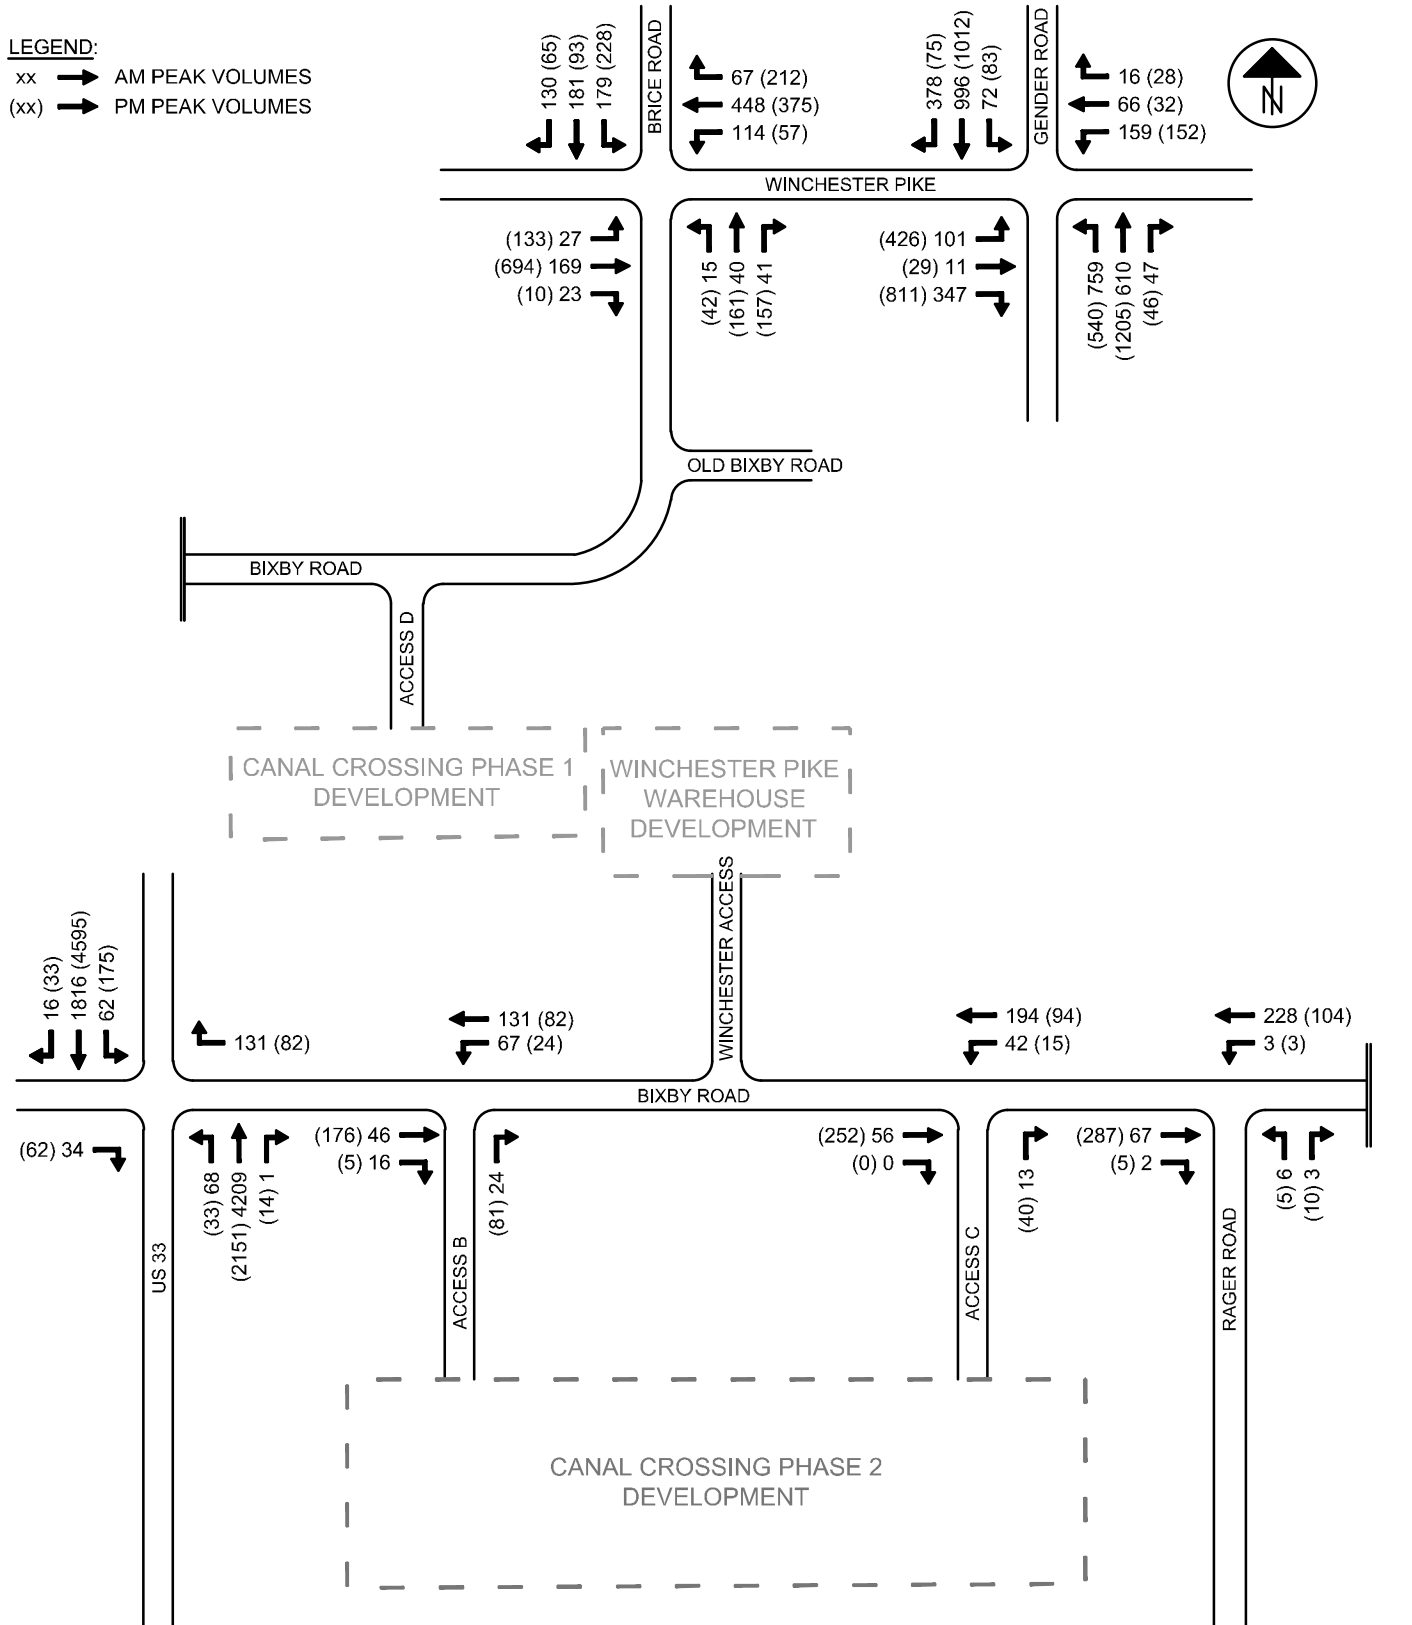 LEGEND:
xx AM PEAK VOLUMES
(xx) PM PEAK VOLUMES
130 (65)
181 (93)
179 (228)
BRICE ROAD
67 (212)
448 (375)
114 (57)
378 (75)
996 (1012)
72 (83)
GENDER ROAD
16 (28)
66 (32)
159 (152)
N
WINCHESTER PIKE
(133) 27
(694) 169
(10) 23
(42) 15
(161) 40
(157) 41
(426) 101
(29) 11
(811) 347
(540) 759
(1205) 610
(46) 47
OLD BIXBY ROAD
BIXBY ROAD
ACCESS D
CANAL CROSSING PHASE 1
DEVELOPMENT
WINCHESTER PIKE
WAREHOUSE
DEVELOPMENT
WINCHESTER ACCESS
16 (33)
1816 (4595)
62 (175)
131 (82)
131 (82)
67 (24)
194 (94)
42 (15)
228 (104)
3 (3)
BIXBY ROAD
(62) 34
(33) 68
(2151) 4209
(14) 1
(176) 46
(5) 16
(81) 24
(252) 56
(0) 0
(40) 13
(287) 67
(5) 2
(5) 6
(10) 3
US 33
ACCESS B
ACCESS C
RAGER ROAD
CANAL CROSSING PHASE 2
DEVELOPMENT